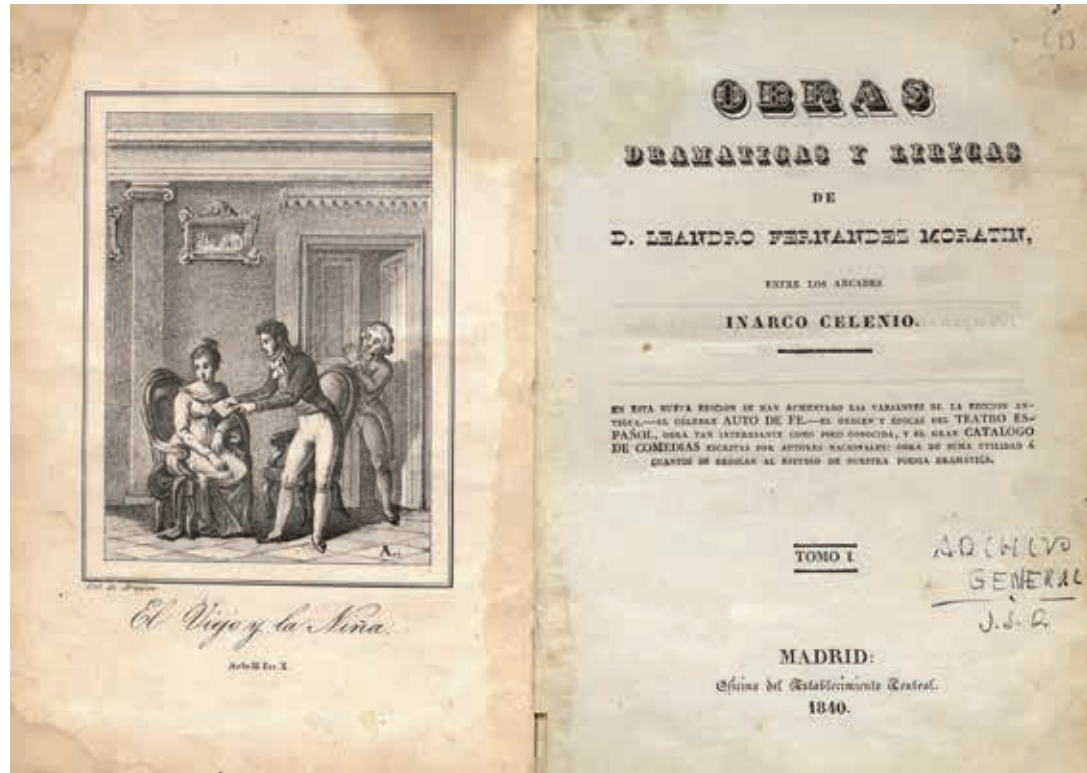 A.
El Viejo y la Niña.
OBRAS
DRAMATICAS Y LIRICAS
DE
D. LEANDRO FERNANDEZ MORATIN,
ENTRE LOS ARCADES
INARCO CELENIO.
EN ESTA NUEVA EDICION SE HAN AUMENTADO LAS VARIANTES DE LA EDICION AN-
TIGUA.—EL CÉLEBRE AUTO DE FE.—EL ORIGEN Y ÉPOCAS DEL TEATRO ES-
PAÑOL, OBRA TAN INTERESANTE COMO POCO CONOCIDA, Y EL GRAN CATALOGO
DE COMEDIAS ESCRITAS POR AUTORES NACIONALES: OBRA DE SUMA UTILIDAD Á
CUANTOS SE DEDICAN AL ESTUDIO DE NUESTRA POESIA DRAMÁTICA.
TOMO I.
ARCHIVO
GENERAL
MADRID:
Oficina del Establecimiento Central.
1840.